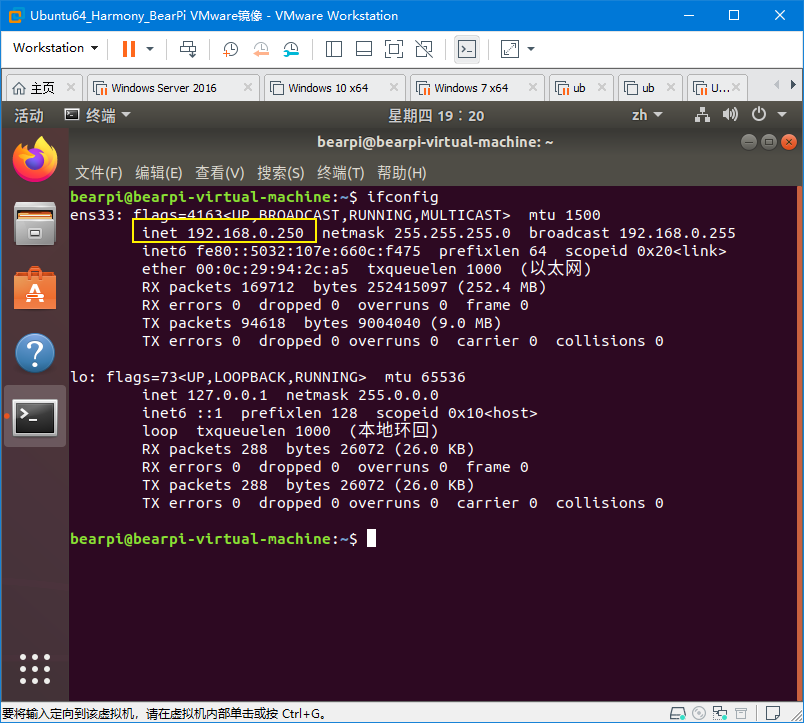 Ubuntu64_Harmony_BearPi VMware镜像 - VMware Workstation
Workstation
主页 Windows Server 2016 Windows 10 x64 Windows 7 x64 ub ub U...
活动 终端 星期四 19：20 zh
bearpi@bearpi-virtual-machine: ~
文件(F) 编辑(E) 查看(V) 搜索(S) 终端(T) 帮助(H)
bearpi@bearpi-virtual-machine:~$ ifconfig
ens33: flags=4163<UP,BROADCAST,RUNNING,MULTICAST>  mtu 1500
        inet 192.168.0.250  netmask 255.255.255.0  broadcast 192.168.0.255
        inet6 fe80::5032:107e:660c:f475  prefixlen 64  scopeid 0x20<link>
        ether 00:0c:29:94:2c:a5  txqueuelen 1000  (以太网)
        RX packets 169712  bytes 252415097 (252.4 MB)
        RX errors 0  dropped 0  overruns 0  frame 0
        TX packets 94618  bytes 9004040 (9.0 MB)
        TX errors 0  dropped 0 overruns 0  carrier 0  collisions 0
lo: flags=73<UP,LOOPBACK,RUNNING>  mtu 65536
        inet 127.0.0.1  netmask 255.0.0.0
        inet6 ::1  prefixlen 128  scopeid 0x10<host>
        loop  txqueuelen 1000  (本地环回)
        RX packets 288  bytes 26072 (26.0 KB)
        RX errors 0  dropped 0  overruns 0  frame 0
        TX packets 288  bytes 26072 (26.0 KB)
        TX errors 0  dropped 0 overruns 0  carrier 0  collisions 0
bearpi@bearpi-virtual-machine:~$
要将输入定向到该虚拟机，请在虚拟机内部单击或按 Ctrl+G。